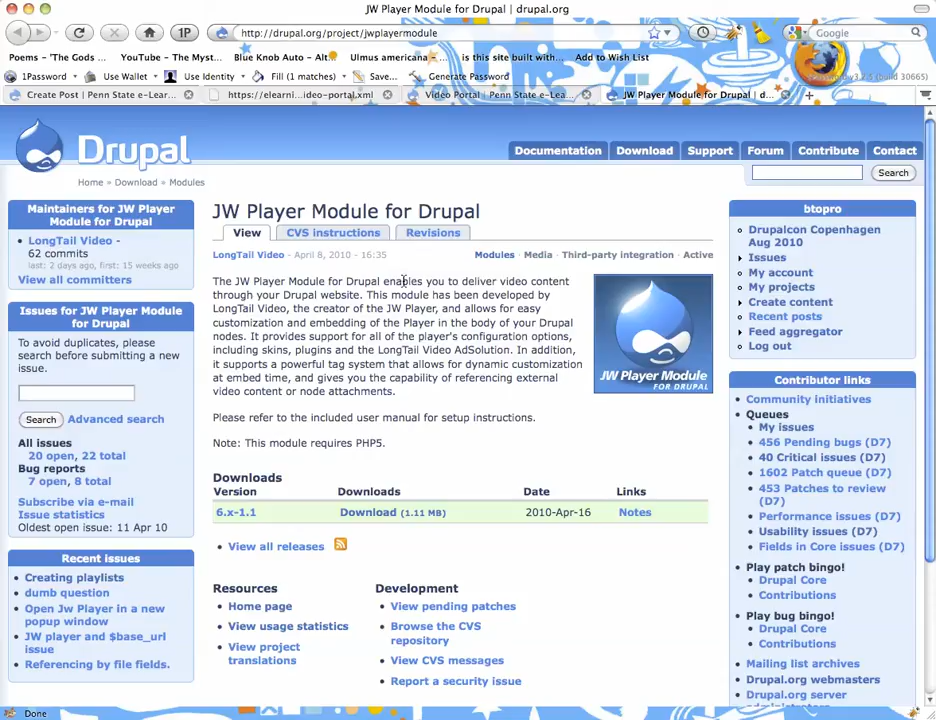 JW Player Module for Drupal | drupal.org
1P
http://drupal.org/project/jwplayermodule
Google
Poems - 'The Gods ...
YouTube - The Myst...
Blue Knob Auto - Alt...
Ulmus americana - ...
is this site built with...
Add to Wish List
1Password
Use Wallet
Use Identity
Fill (1 matches)
Save...
Generate Password
Create Post | Penn State e-Lear...
https://elearni...ideo-portal.xml
Video Portal | Penn State e-Lea...
JW Player Module for Drupal | d...
Drupal
Documentation
Download
Support
Forum
Contribute
Contact
Search
Home » Download » Modules
Maintainers for JW Player
Module for Drupal
LongTail Video -
62 commits
last: 2 days ago, first: 15 weeks ago
View all committers
Issues for JW Player Module
for Drupal
To avoid duplicates, please
search before submitting a new
issue.
Search
Advanced search
All issues
20 open, 22 total
Bug reports
7 open, 8 total
Subscribe via e-mail
Issue statistics
Oldest open issue: 11 Apr 10
Recent issues
Creating playlists
dumb question
Open Jw Player in a new
popup window
JW player and $base_url
issue
Referencing by file fields.
JW Player Module for Drupal
View
CVS instructions
Revisions
LongTail Video - April 8, 2010 - 16:35
Modules · Media · Third-party integration · Active
The JW Player Module for Drupal enables you to deliver video content
through your Drupal website. This module has been developed by
LongTail Video, the creator of the JW Player, and allows for easy
customization and embedding of the Player in the body of your Drupal
nodes. It provides support for all of the player's configuration options,
including skins, plugins and the LongTail Video AdSolution. In addition,
it supports a powerful tag system that allows for dynamic customization
at embed time, and gives you the capability of referencing external
video content or node attachments.
JW Player Module
FOR DRUPAL
Please refer to the included user manual for setup instructions.
Note: This module requires PHP5.
Downloads
Version Downloads Date Links
6.x-1.1 Download (1.11 MB) 2010-Apr-16 Notes
View all releases
Resources
Home page
View usage statistics
View project
translations
Development
View pending patches
Browse the CVS
repository
View CVS messages
Report a security issue
btopro
Drupalcon Copenhagen
Aug 2010
Issues
My account
My projects
Create content
Recent posts
Feed aggregator
Log out
Contributor links
Community initiatives
Queues
My issues
456 Pending bugs (D7)
40 Critical issues (D7)
1602 Patch queue (D7)
453 Patches to review
(D7)
Performance issues (D7)
Usability issues (D7)
Fields in Core issues (D7)
Play patch bingo!
Drupal Core
Contributions
Play bug bingo!
Drupal Core
Contributions
Mailing list archives
Drupal.org webmasters
Drupal.org server
Done